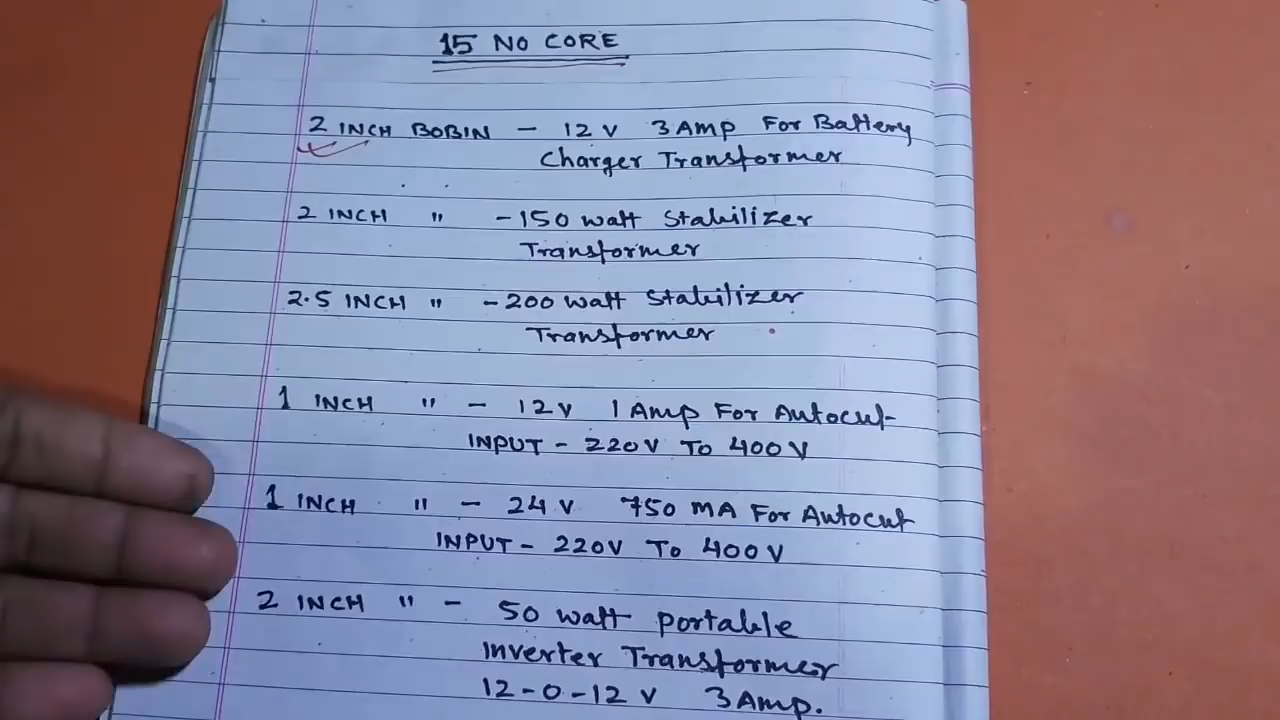 15 NO CORE
2 INCH BOBIN - 12 V 3 Amp For Battery
Charger Transformer
2 INCH " - 150 watt Stabilizer
Transformer
2.5 INCH " - 200 watt Stabilizer
Transformer
1 INCH " - 12 V 1 Amp For Autocut
INPUT - 220V To 400 V
1 INCH " - 24 V 750 MA For Autocut
INPUT - 220V To 400 V
2 INCH " - 50 watt portable
Inverter Transformer
12-0-12 V 3 Amp.